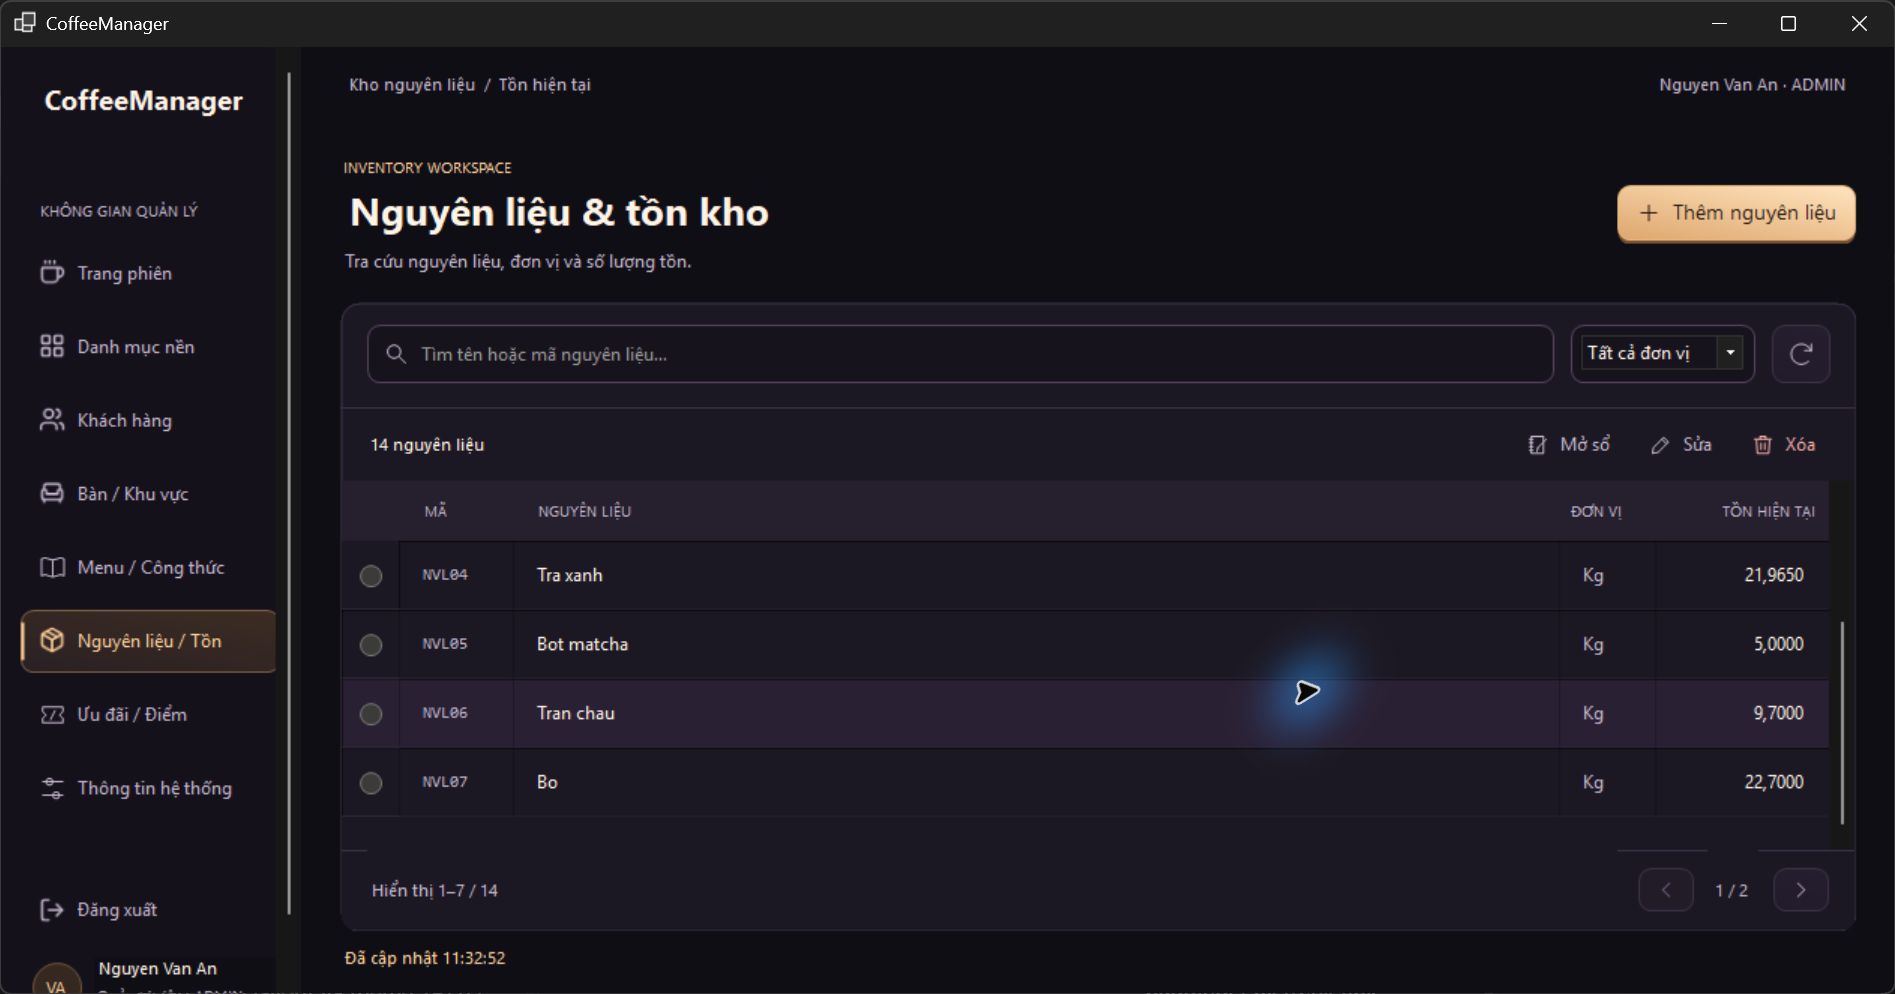 CoffeeManager
CoffeeManager
KHÔNG GIAN QUẢN LÝ
Trang phiên
Danh mục nền
Khách hàng
Bàn / Khu vực
Menu / Công thức
Nguyên liệu / Tồn
Ưu đãi / Điểm
Thông tin hệ thống
Đăng xuất
VA
Nguyen Van An
Kho nguyên liệu / Tồn hiện tại
Nguyen Van An · ADMIN
INVENTORY WORKSPACE
Nguyên liệu & tồn kho
Tra cứu nguyên liệu, đơn vị và số lượng tồn.
+ Thêm nguyên liệu
Tìm tên hoặc mã nguyên liệu...
Tất cả đơn vị
14 nguyên liệu
Mở sổ
Sửa
Xóa
MÃ NGUYÊN LIỆU ĐƠN VỊ TỒN HIỆN TẠI
NVL04 Tra xanh Kg 21,9650
NVL05 Bot matcha Kg 5,0000
NVL06 Tran chau Kg 9,7000
NVL07 Bo Kg 22,7000
Hiển thị 1–7 / 14
1 / 2
Đã cập nhật 11:32:52